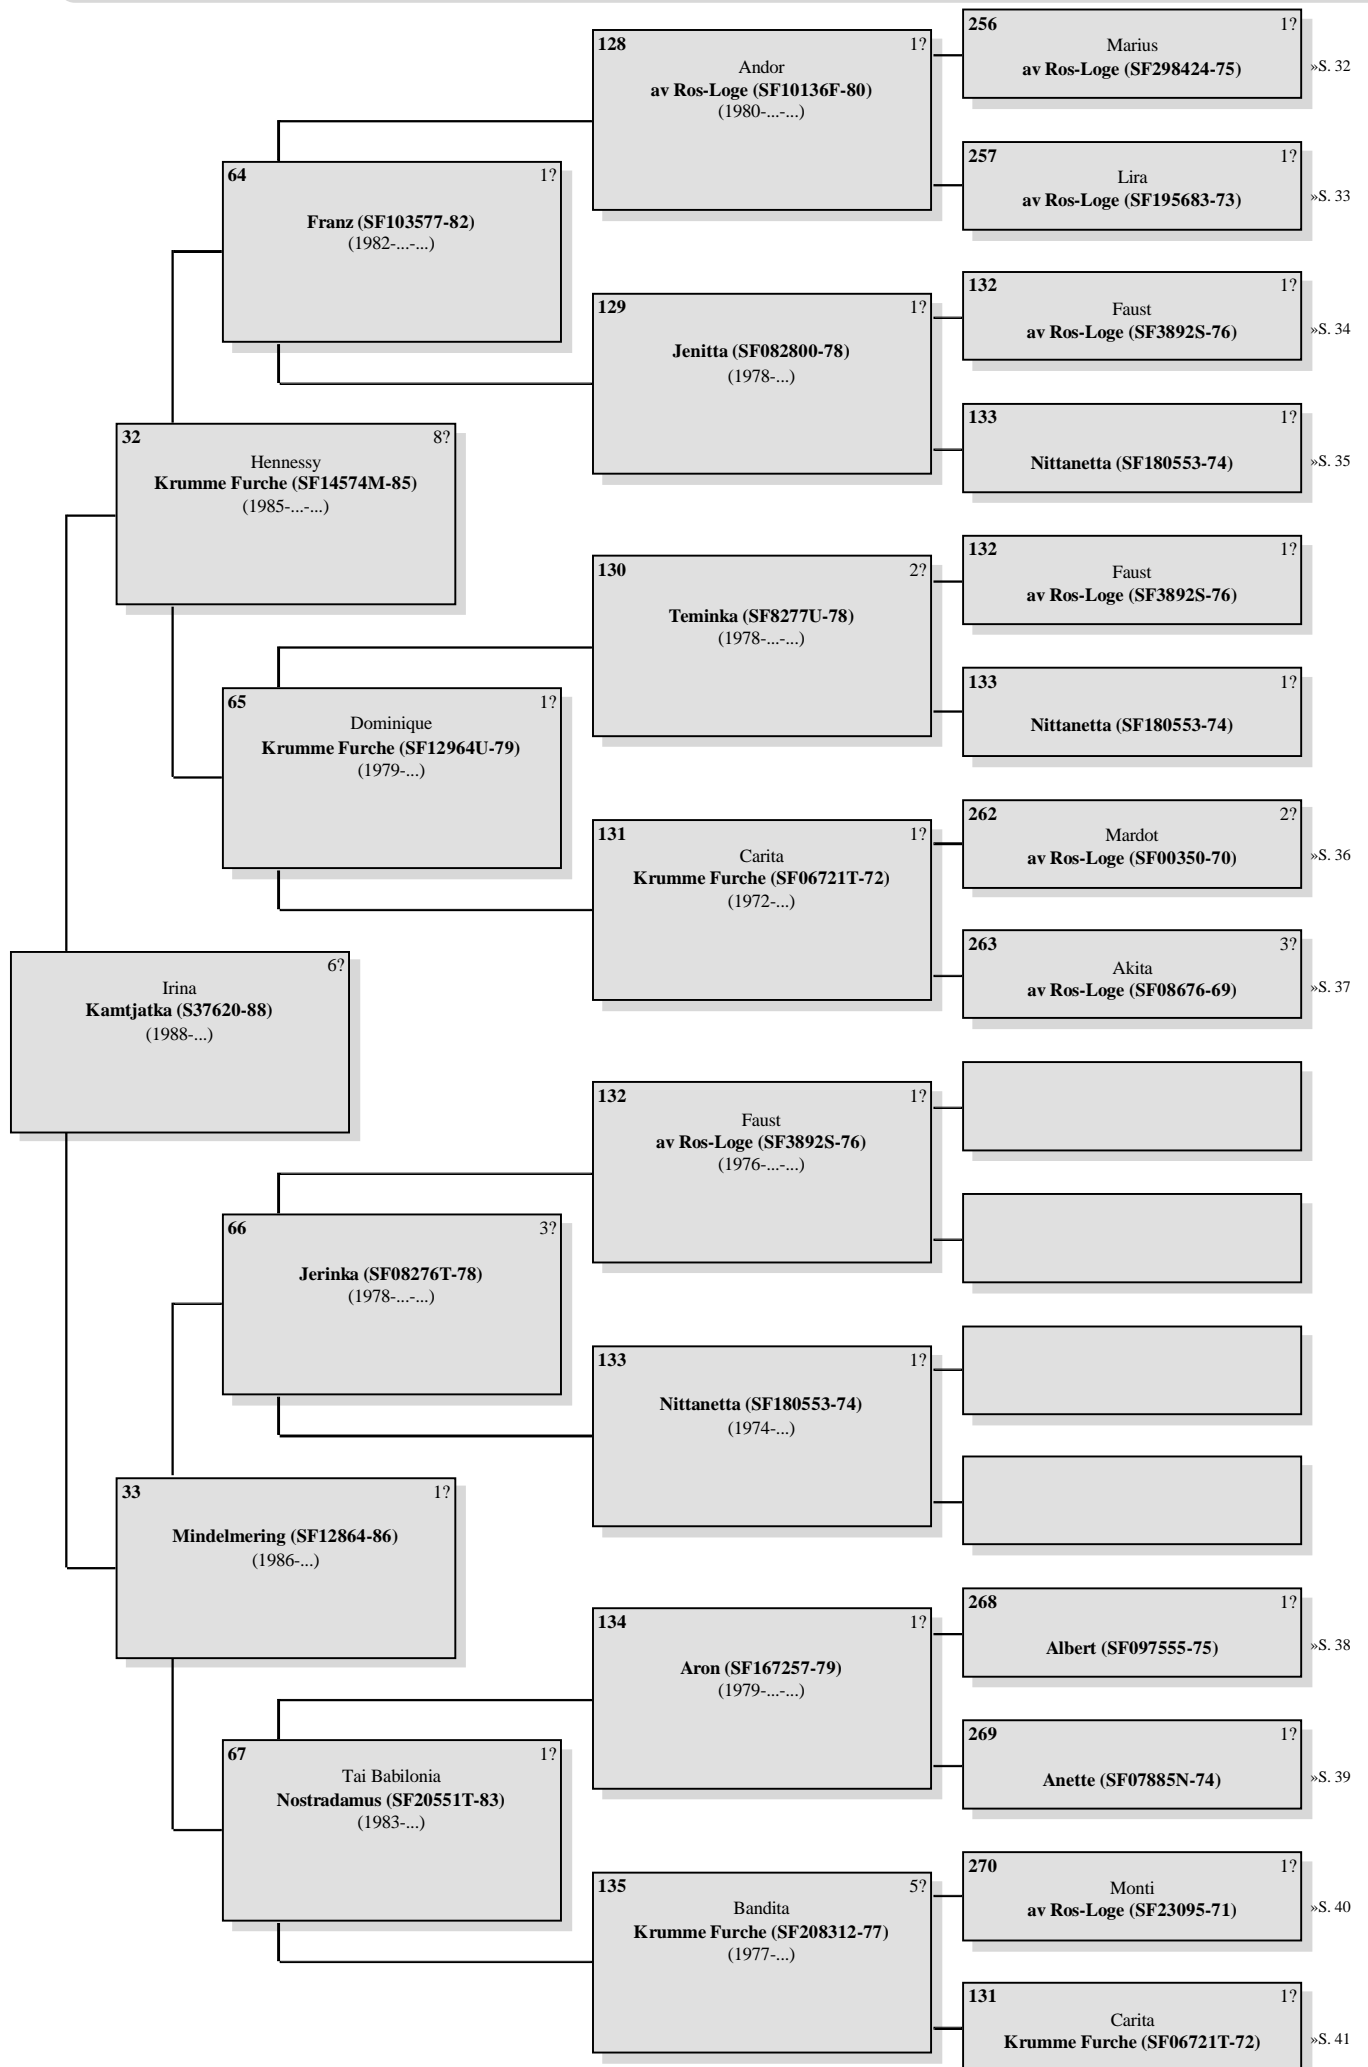 256 1?
Marius
av Ros-Loge (SF298424-75)
»S. 32
128 1?
Andor
av Ros-Loge (SF10136F-80)
(1980-...-...)
257 1?
Lira
av Ros-Loge (SF195683-73)
»S. 33
64 1?
Franz (SF103577-82)
(1982-...-...)
132 1?
Faust
av Ros-Loge (SF3892S-76)
»S. 34
129 1?
Jenitta (SF082800-78)
(1978-...)
133 1?
Nittanetta (SF180553-74)
»S. 35
32 8?
Hennessy
Krumme Furche (SF14574M-85)
(1985-...-...)
132 1?
Faust
av Ros-Loge (SF3892S-76)
130 2?
Teminka (SF8277U-78)
(1978-...-...)
133 1?
Nittanetta (SF180553-74)
65 1?
Dominique
Krumme Furche (SF12964U-79)
(1979-...)
262 2?
Mardot
av Ros-Loge (SF00350-70)
»S. 36
131 1?
Carita
Krumme Furche (SF06721T-72)
(1972-...)
263 3?
Akita
av Ros-Loge (SF08676-69)
»S. 37
6?
Irina
Kamtjatka (S37620-88)
(1988-...)
132 1?
Faust
av Ros-Loge (SF3892S-76)
(1976-...-...)
66 3?
Jerinka (SF08276T-78)
(1978-...-...)
133 1?
Nittanetta (SF180553-74)
(1974-...)
33 1?
Mindelmering (SF12864-86)
(1986-...)
268 1?
Albert (SF097555-75)
»S. 38
134 1?
Aron (SF167257-79)
(1979-...-...)
269 1?
Anette (SF07885N-74)
»S. 39
67 1?
Tai Babilonia
Nostradamus (SF20551T-83)
(1983-...)
270 1?
Monti
av Ros-Loge (SF23095-71)
»S. 40
135 5?
Bandita
Krumme Furche (SF208312-77)
(1977-...)
131 1?
Carita
Krumme Furche (SF06721T-72)
»S. 41